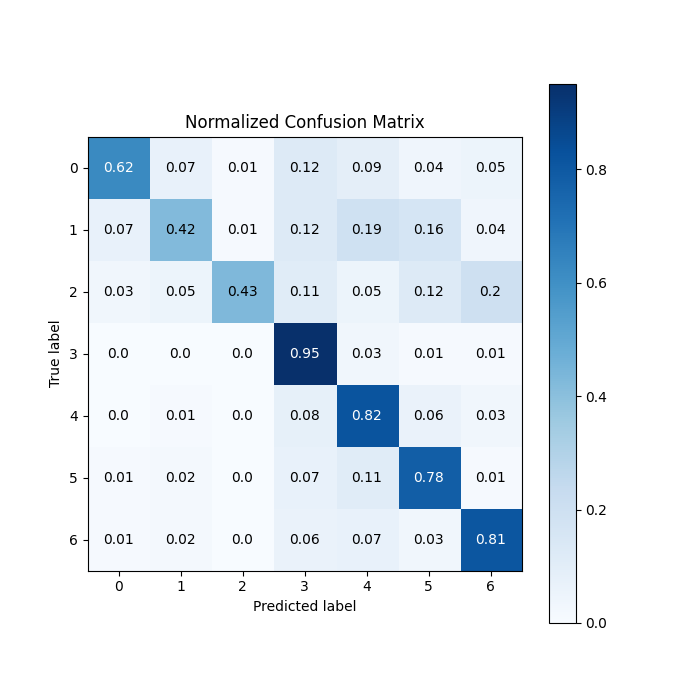 Normalized Confusion Matrix
0 0.62 0.07 0.01 0.12 0.09 0.04 0.05
1 0.07 0.42 0.01 0.12 0.19 0.16 0.04
2 0.03 0.05 0.43 0.11 0.05 0.12 0.2
3 0.0 0.0 0.0 0.95 0.03 0.01 0.01
4 0.0 0.01 0.0 0.08 0.82 0.06 0.03
5 0.01 0.02 0.0 0.07 0.11 0.78 0.01
6 0.01 0.02 0.0 0.06 0.07 0.03 0.81
0 1 2 3 4 5 6
Predicted label
True label
0.8
0.6
0.4
0.2
0.0